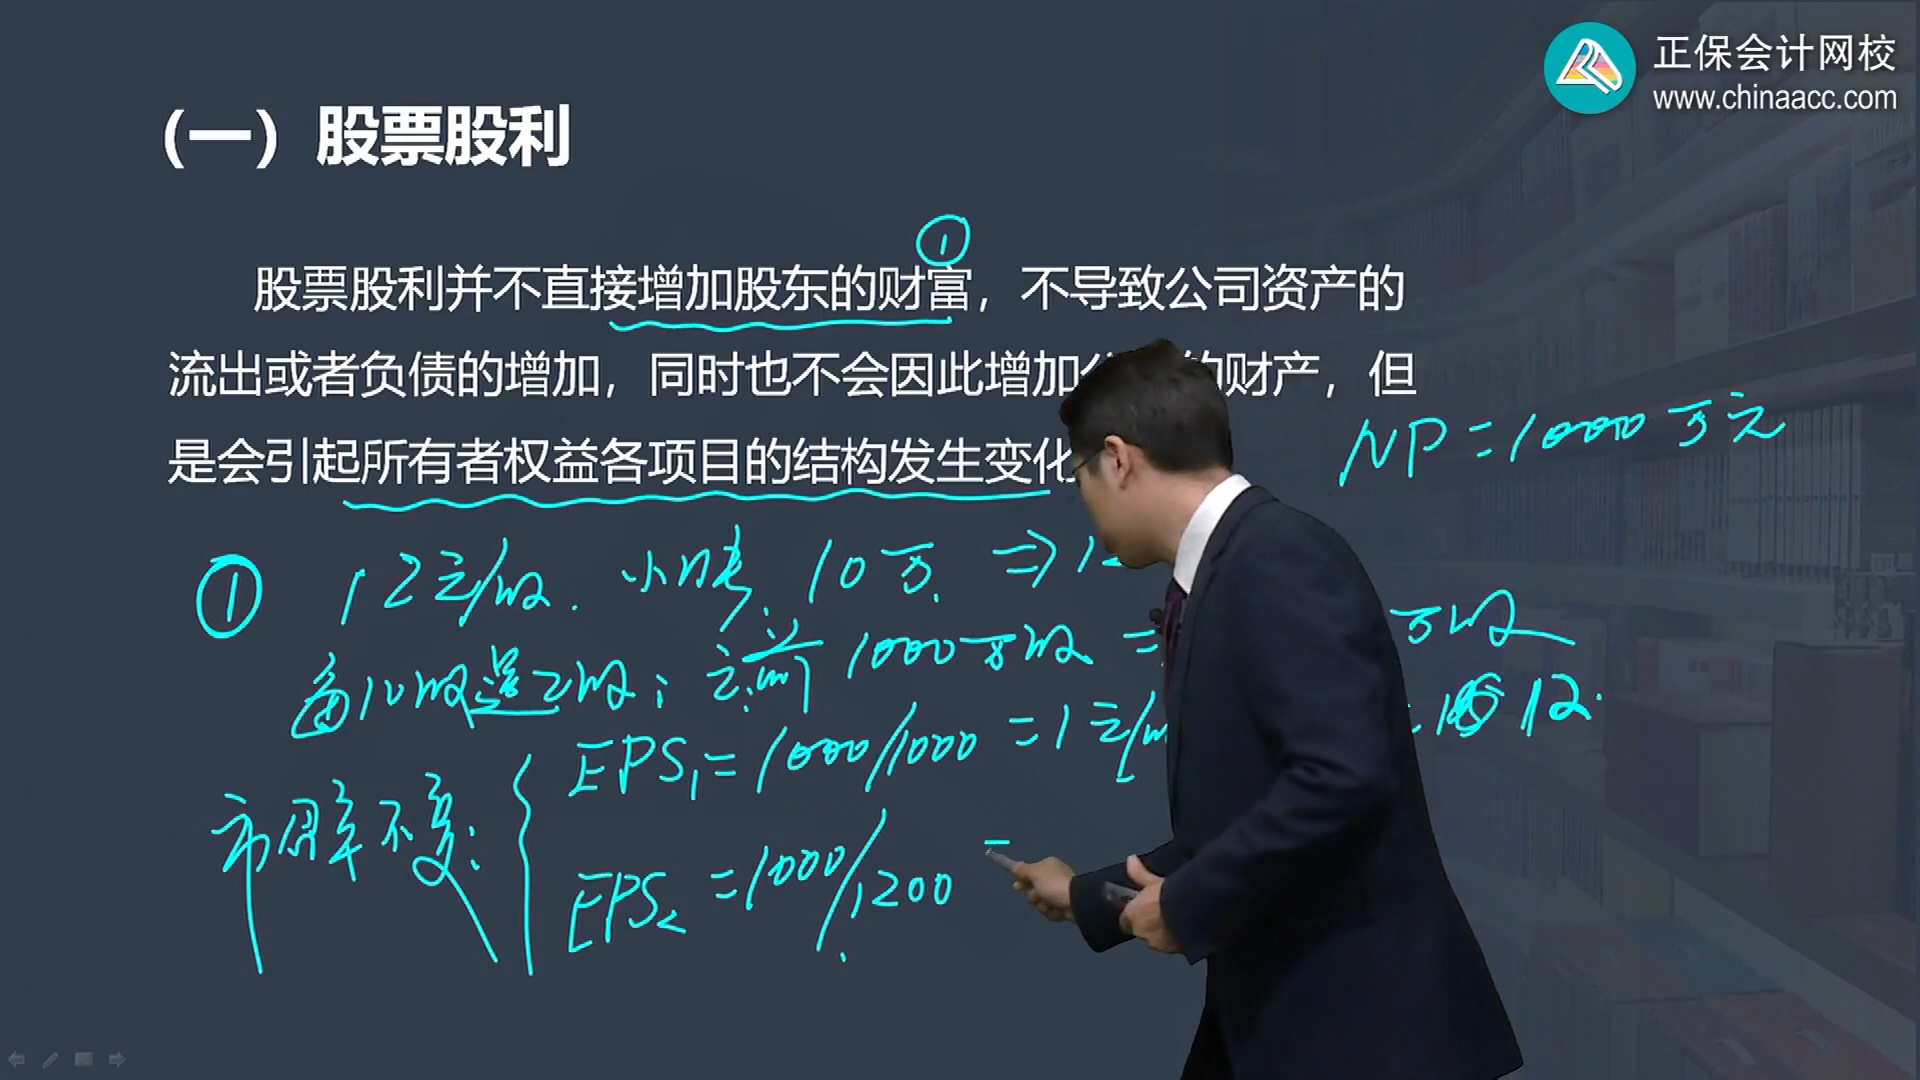 正保会计网校
www.chinaacc.com
(一) 股票股利
①
股票股利并不直接增加股东的财富，不导致公司资产的
流出或者负债的增加，同时也不会因此增加 的财产，但
是会引起所有者权益各项目的结构发生变化
NP=1000万元
① 12元/股. 小 10万. ⇒1
每10股送2股; 之前 1000万股 = 万股
EPS1=1000/1000=1元/
市 率不变: EPS2=1000/1200